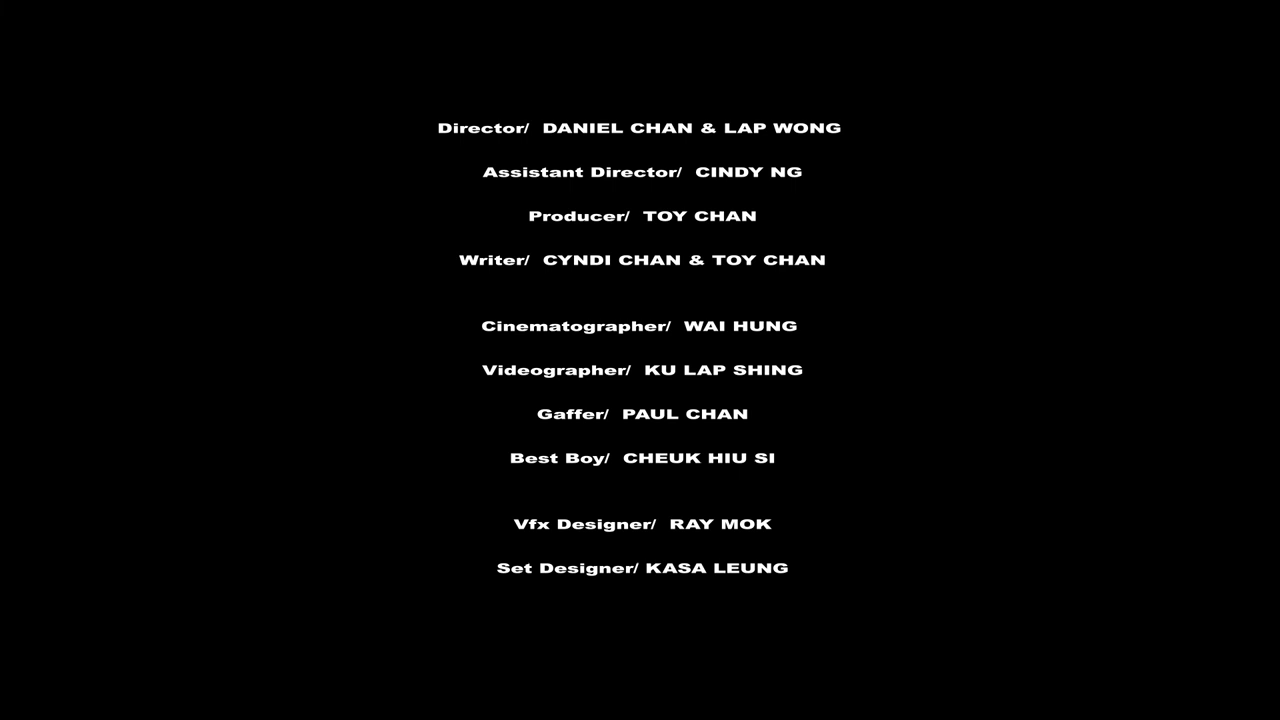 Director/ DANIEL CHAN & LAP WONG
Assistant Director/ CINDY NG
Producer/ TOY CHAN
Writer/ CYNDI CHAN & TOY CHAN
Cinematographer/ WAI HUNG
Videographer/ KU LAP SHING
Gaffer/ PAUL CHAN
Best Boy/ CHEUK HIU SI
Vfx Designer/ RAY MOK
Set Designer/ KASA LEUNG